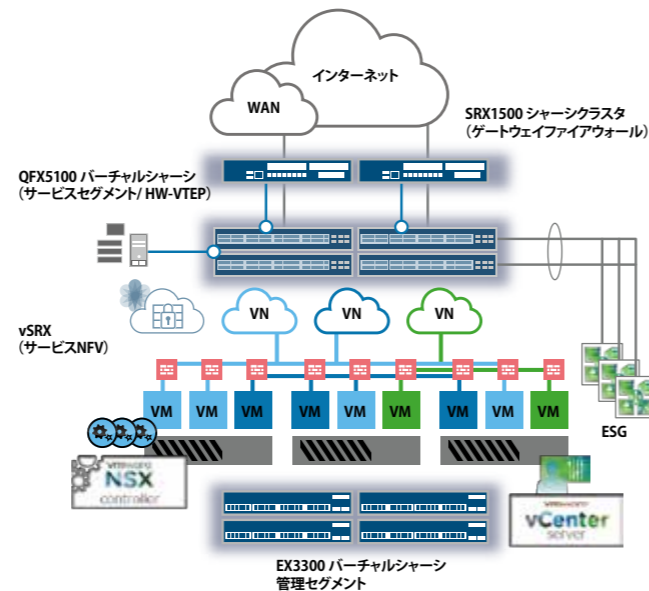 インターネット
WAN
SRX1500 シャーシクラスタ
（ゲートウェイファイアウォール）
QFX5100 バーチャルシャーシ
（サービスセグメント/ HW-VTEP）
VN
VN
VN
vSRX
（サービスNFV）
VM
VM
VM
VM
VM
VM
VM
VM
VM
ESG
vmware
NSX
controller
vmware
vCenter
server
EX3300 バーチャルシャーシ
管理セグメント